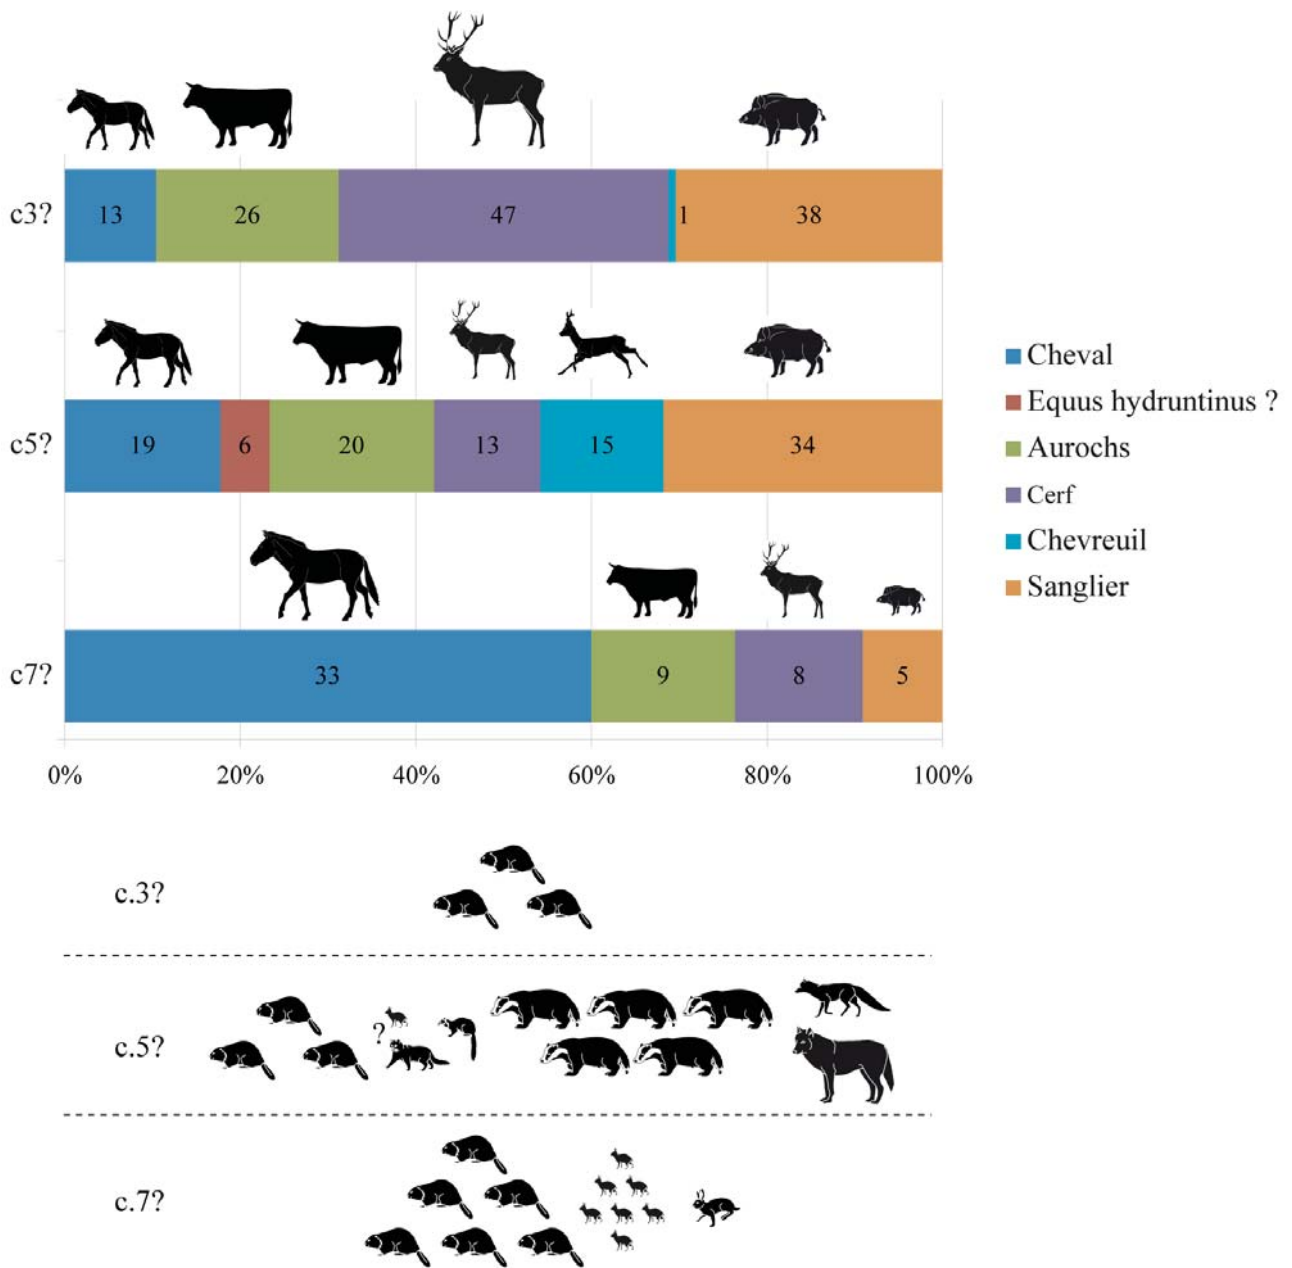 c3?
13 26 47 1 38
c5?
19 6 20 13 15 34
c7?
33 9 8 5
0% 20% 40% 60% 80% 100%
Cheval
Equus hydruntinus ?
Aurochs
Cerf
Chevreuil
Sanglier
c.3?
c.5?
?
c.7?